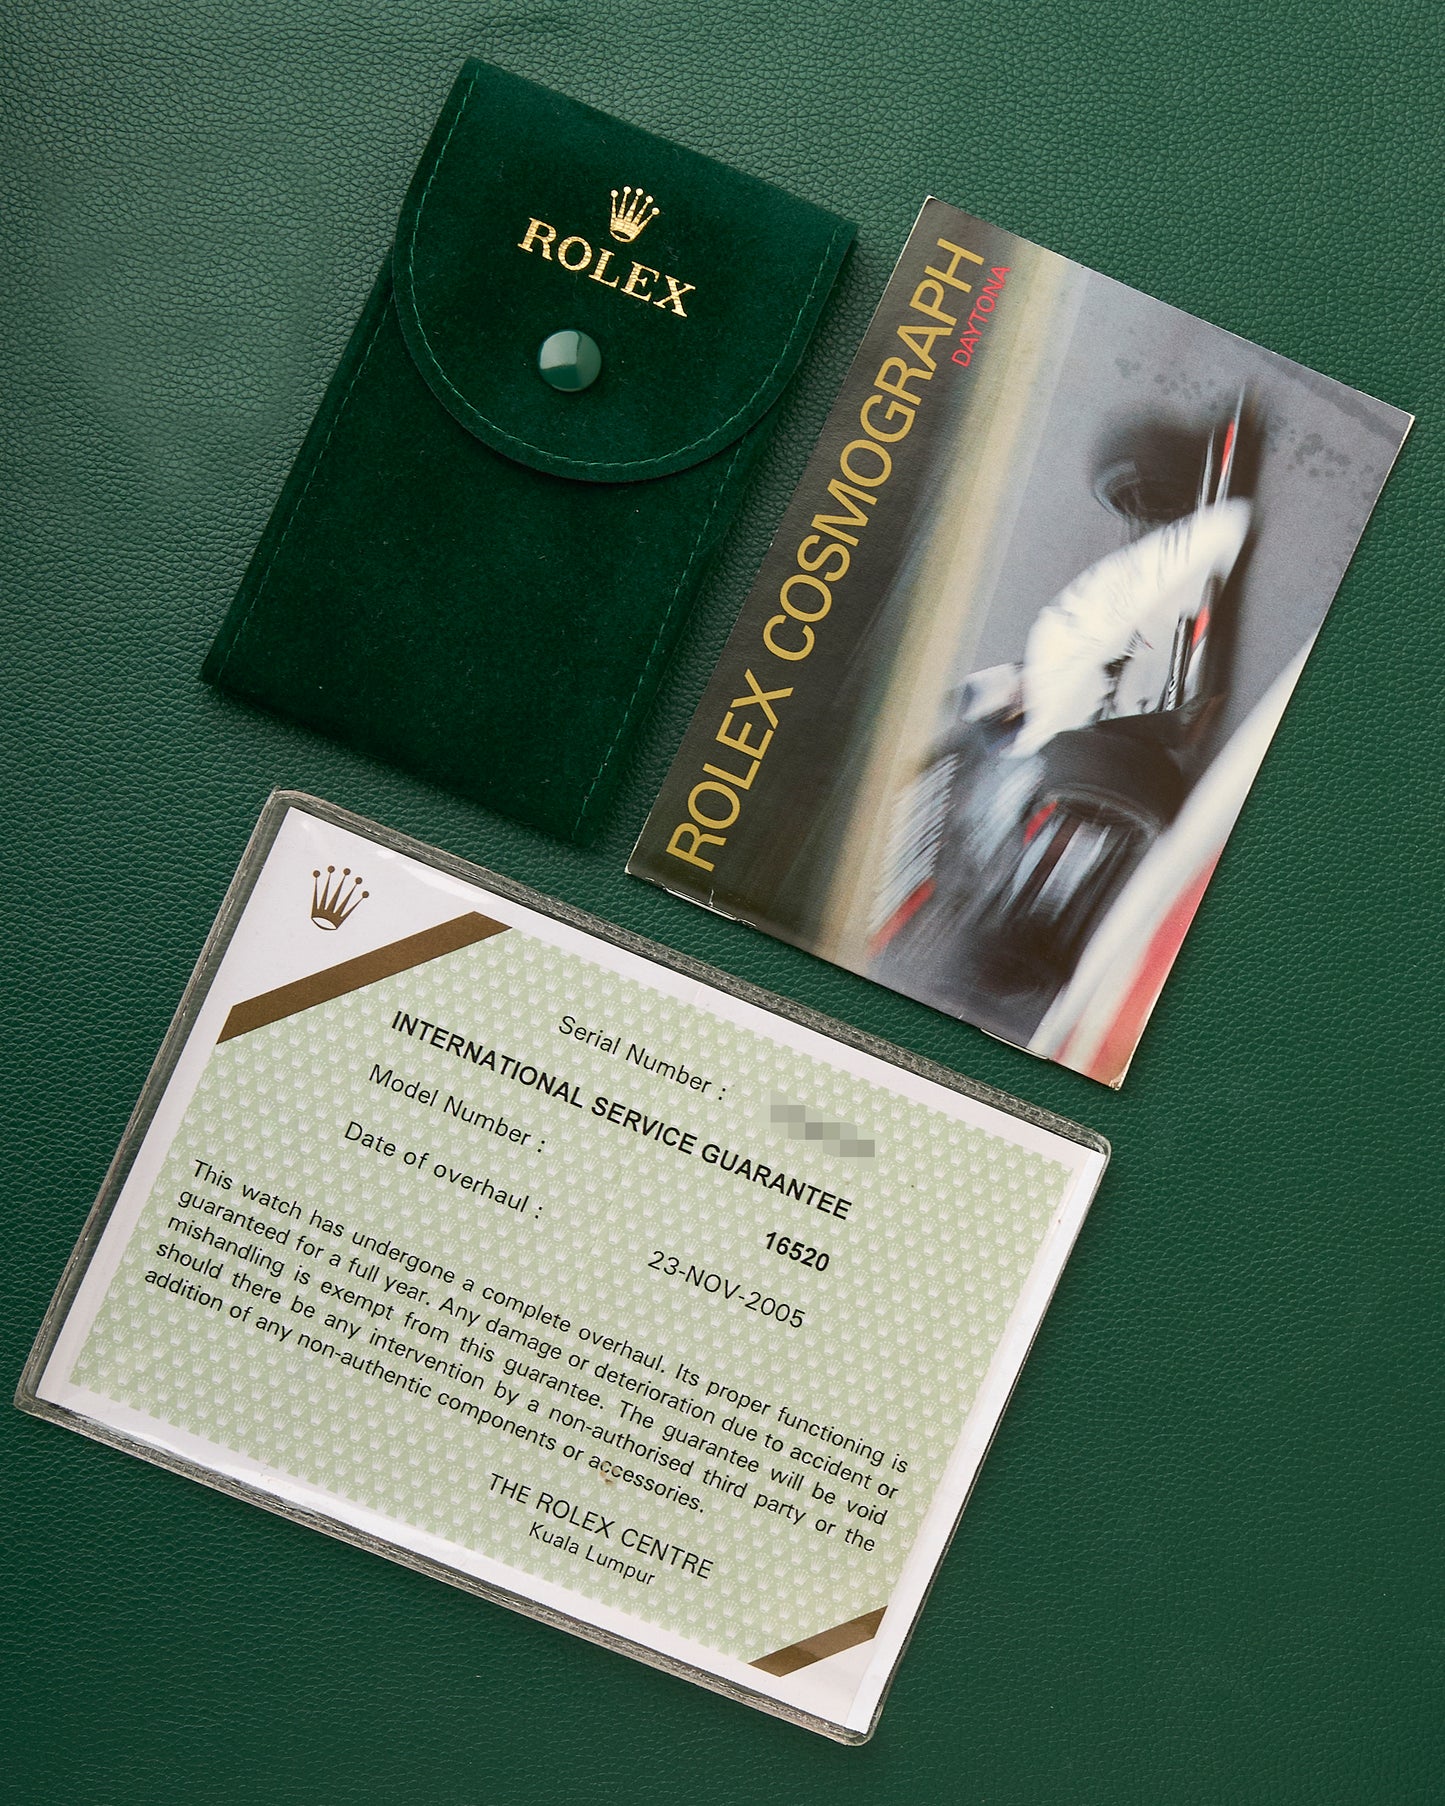 ROLEX
ROLEX COSMOGRAPH
DAYTONA
Serial Number :
INTERNATIONAL SERVICE GUARANTEE
Model Number :
16520
Date of overhaul :
23-NOV-2005
This watch has undergone a complete overhaul. Its proper functioning is
guaranteed for a full year. Any damage or deterioration due to accident or
mishandling is exempt from this guarantee. The guarantee will be void
should there be any intervention by a non-authorised third party or the
addition of any non-authentic components or accessories.
THE ROLEX CENTRE
Kuala Lumpur